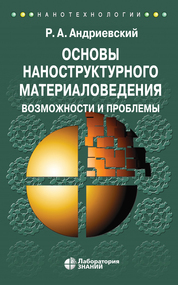 НАНОТЕХНОЛОГИИ
Р. А. Андриевский
ОСНОВЫ
НАНОСТРУКТУРНОГО
МАТЕРИАЛОВЕДЕНИЯ
ВОЗМОЖНОСТИ И ПРОБЛЕМЫ
Лаборатория
ЗНАНИЙ